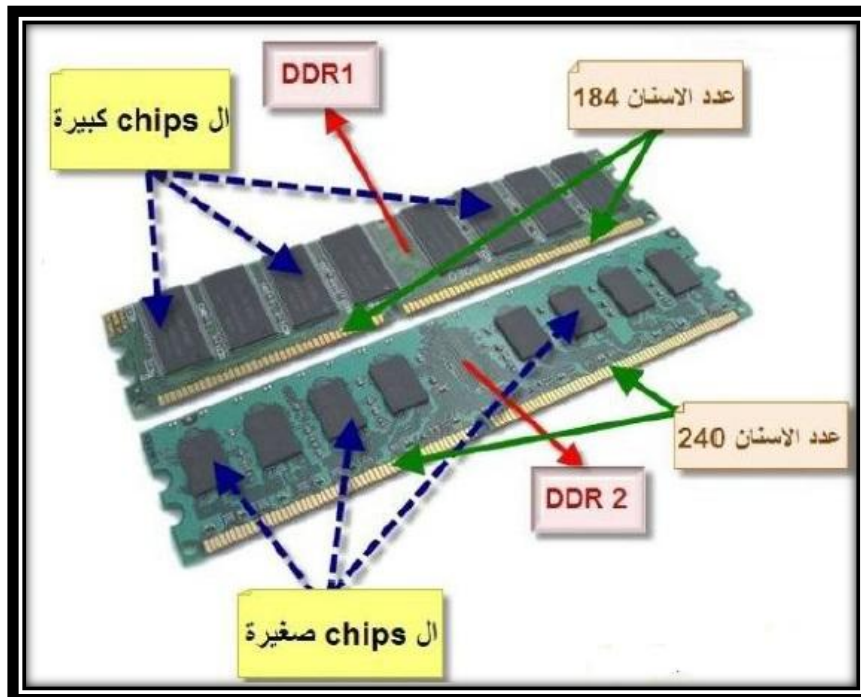 DDR1
عدد الاسنان 184
ال chips كبيرة
عدد الاسنان 240
DDR 2
ال chips صغيرة